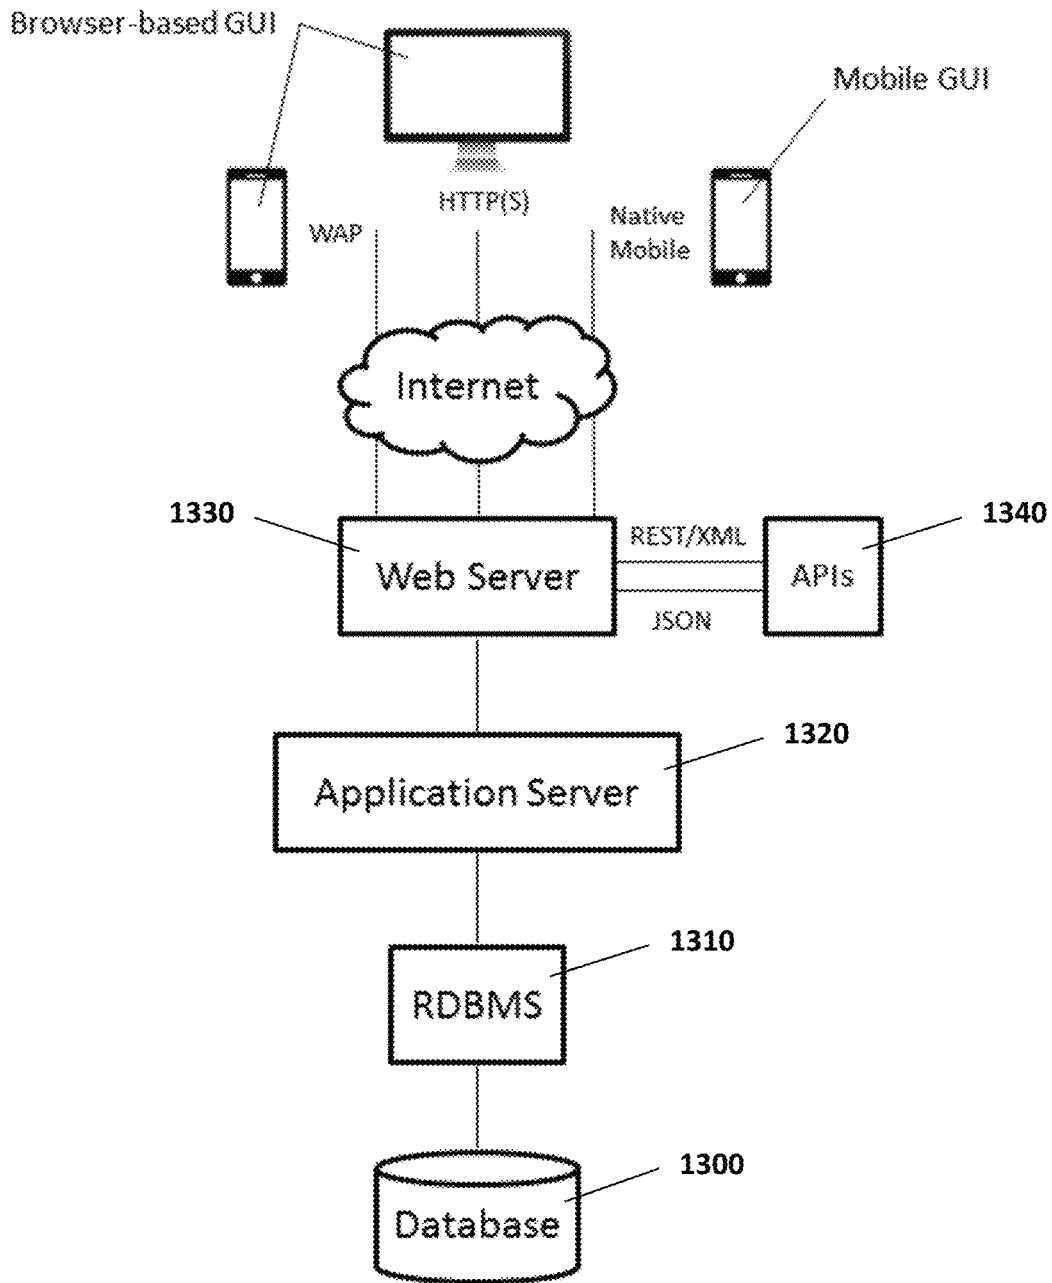 Browser-based GUI
Mobile GUI
HTTP(S)
WAP
Native
Mobile
Internet
1330
1340
REST/XML
Web Server
APIs
JSON
1320
Application Server
1310
RDBMS
1300
Database